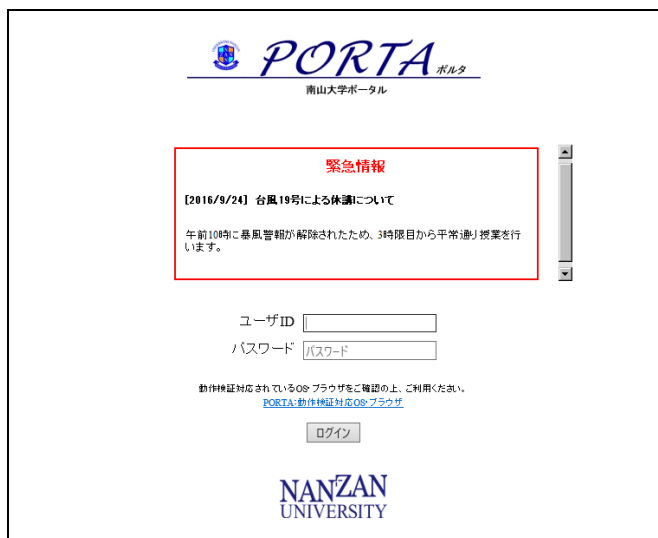 PORTA ポルタ
南山大学ポータル
緊急情報
[2016/9/24] 台風19号による休講について
午前10時に暴風警報が解除されたため、3時限目から平常通り授業を行
います。
ユーザID
パスワード パスワード
動作検証対応されているOS・ブラウザをご確認の上、ご利用ください。
PORTA:動作検証対応OS・ブラウザ
ログイン
NANZAN
UNIVERSITY